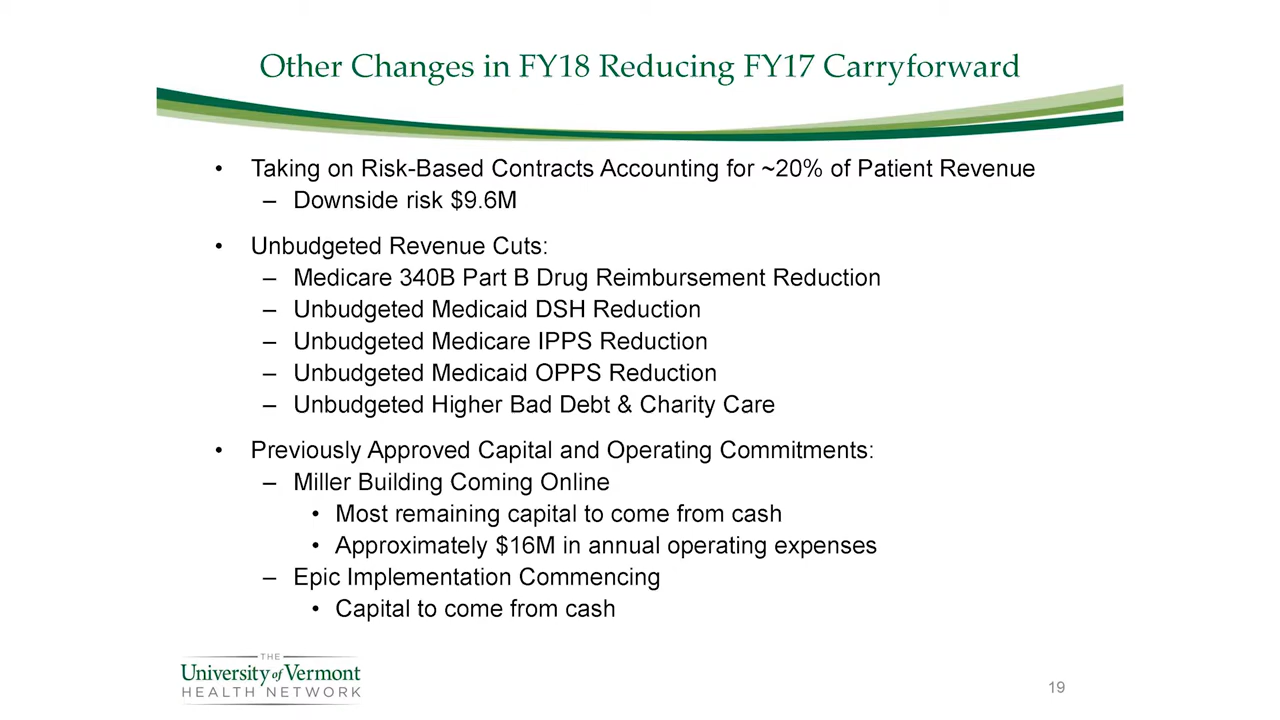 Other Changes in FY18 Reducing FY17 Carryforward
• Taking on Risk-Based Contracts Accounting for ~20% of Patient Revenue
– Downside risk $9.6M
• Unbudgeted Revenue Cuts:
– Medicare 340B Part B Drug Reimbursement Reduction
– Unbudgeted Medicaid DSH Reduction
– Unbudgeted Medicare IPPS Reduction
– Unbudgeted Medicaid OPPS Reduction
– Unbudgeted Higher Bad Debt & Charity Care
• Previously Approved Capital and Operating Commitments:
– Miller Building Coming Online
• Most remaining capital to come from cash
• Approximately $16M in annual operating expenses
– Epic Implementation Commencing
• Capital to come from cash
THE
University of Vermont
HEALTH NETWORK
19